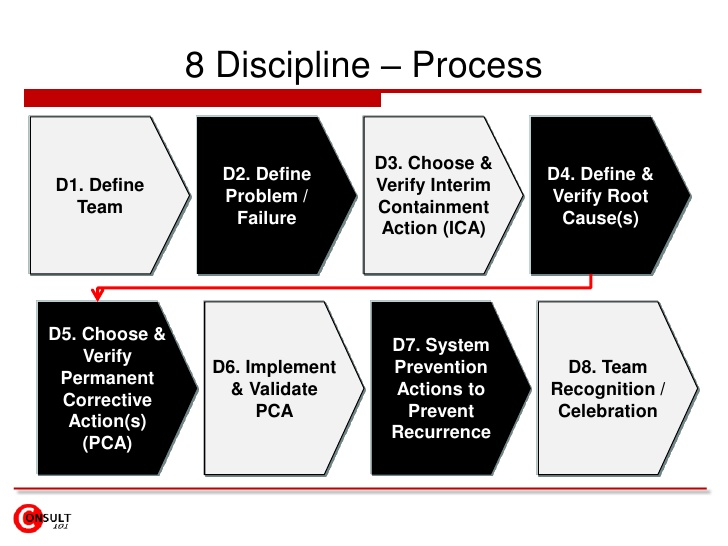 8 Discipline – Process
D1. Define
Team
D2. Define
Problem /
Failure
D3. Choose &
Verify Interim
Containment
Action (ICA)
D4. Define &
Verify Root
Cause(s)
D5. Choose &
Verify
Permanent
Corrective
Action(s)
(PCA)
D6. Implement
& Validate
PCA
D7. System
Prevention
Actions to
Prevent
Recurrence
D8. Team
Recognition /
Celebration
CONSULT
101